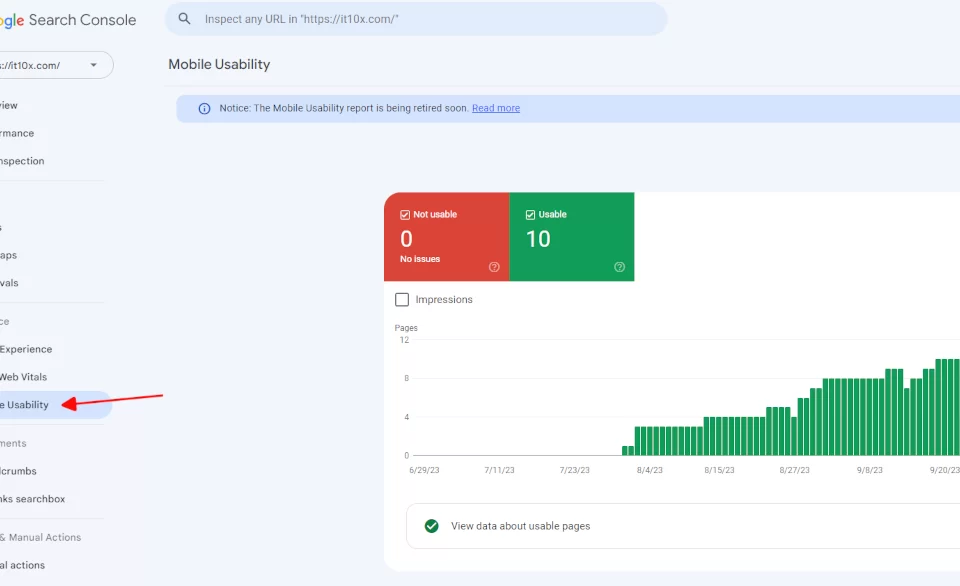 ogle Search Console
Inspect any URL in "https://it10x.com/"
s://it10x.com/
Mobile Usability
view
Notice: The Mobile Usability report is being retired soon. Read more
rmance
nspection
Not usable
0
No issues
Usable
10
s
aps
vals
Impressions
ce
Pages
12
8
4
0
6/29/23 7/11/23 7/23/23 8/4/23 8/15/23 8/27/23 9/8/23 9/20/23
Experience
Web Vitals
e Usability
ments
lcrumbs
nks searchbox
View data about usable pages
& Manual Actions
al actions